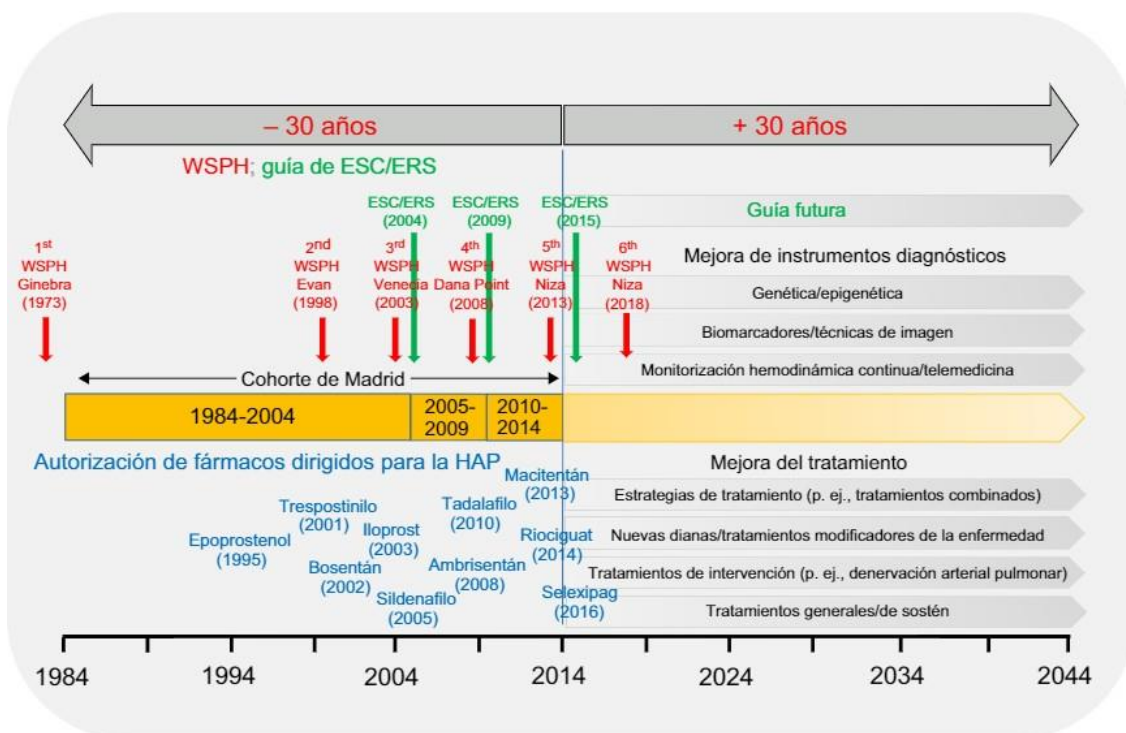 – 30 años
+ 30 años
WSPH; guía de ESC/ERS
ESC/ERS
(2004)
ESC/ERS
(2009)
ESC/ERS
(2015)
Guía futura
1st
WSPH
Ginebra
(1973)
2nd
WSPH
Evan
(1998)
3rd
WSPH
Venecia
(2003)
4th
WSPH
Dana Point
(2008)
5th
WSPH
Niza
(2013)
6th
WSPH
Niza
(2018)
Mejora de instrumentos diagnósticos
Genética/epigenética
Biomarcadores/técnicas de imagen
Monitorización hemodinámica continua/telemedicina
Cohorte de Madrid
1984-2004
2005-
2009
2010-
2014
Autorización de fármacos dirigidos para la HAP
Epoprostenol
(1995)
Trespostinilo
(2001)
Bosentán
(2002)
Iloprost
(2003)
Sildenafilo
(2005)
Tadalafilo
(2010)
Ambrisentán
(2008)
Macitentán
(2013)
Riociguat
(2014)
Selexipag
(2016)
Mejora del tratamiento
Estrategias de tratamiento (p. ej., tratamientos combinados)
Nuevas dianas/tratamientos modificadores de la enfermedad
Tratamientos de intervención (p. ej., denervación arterial pulmonar)
Tratamientos generales/de sostén
1984
1994
2004
2014
2024
2034
2044